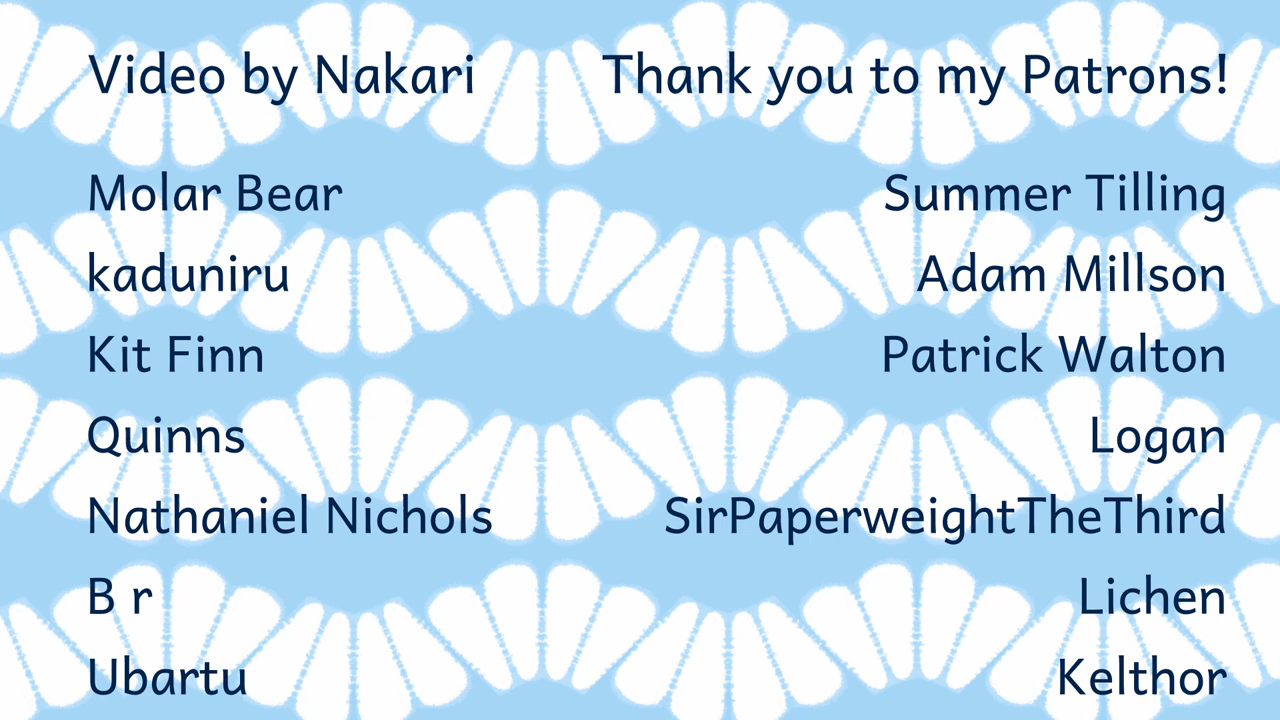 Video by Nakari
Thank you to my Patrons!
Molar Bear
Summer Tilling
kaduniru
Adam Millson
Kit Finn
Patrick Walton
Quinns
Logan
Nathaniel Nichols
SirPaperweightTheThird
B r
Lichen
Ubartu
Kelthor